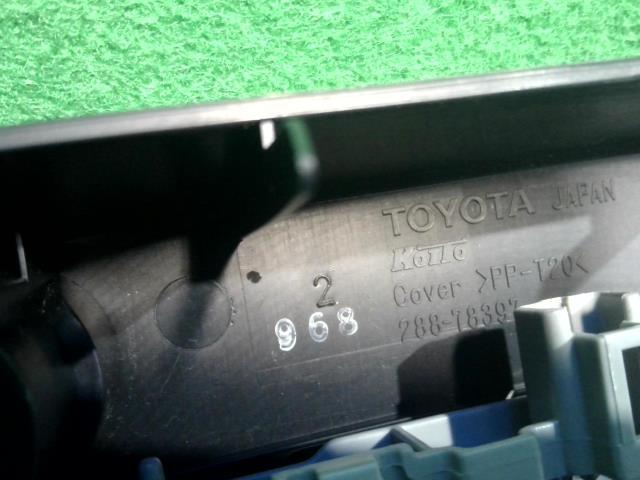 TOYOTA JAPAN
Koito
Cover >PP-T20<
2
968